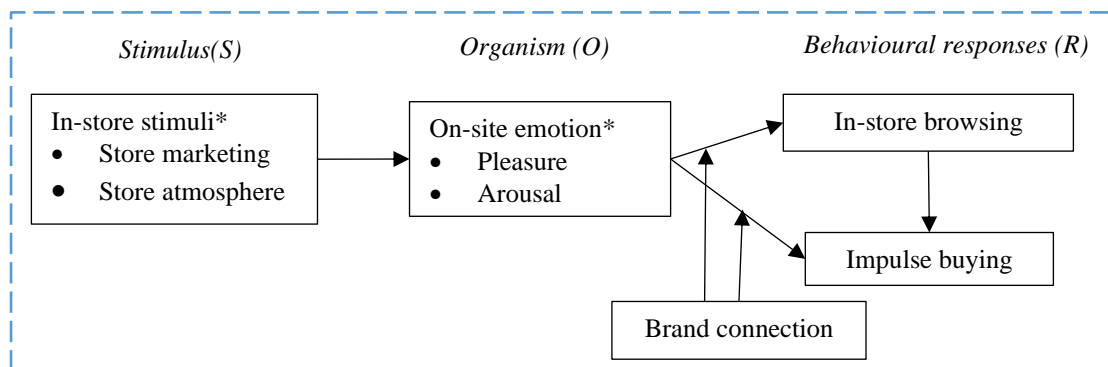 Stimulus(S)
Organism (O)
Behavioural responses (R)
In-store stimuli*
• Store marketing
• Store atmosphere
On-site emotion*
• Pleasure
• Arousal
In-store browsing
Impulse buying
Brand connection